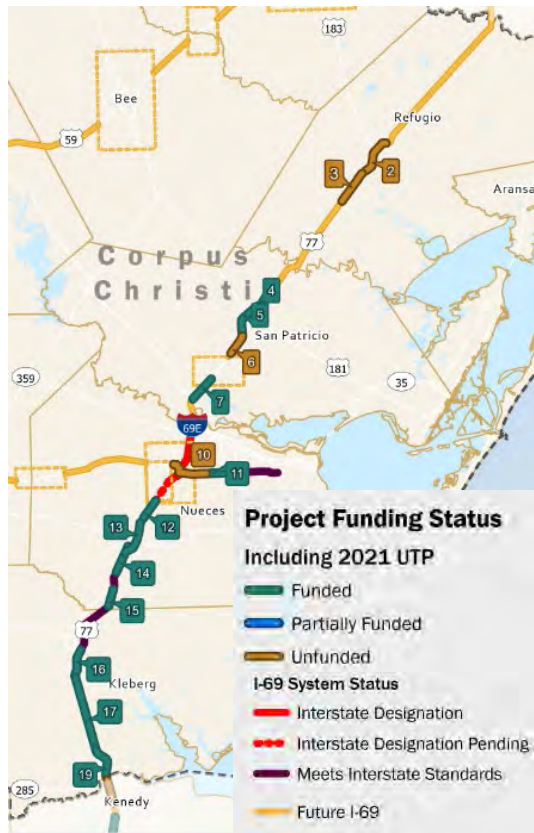 183
Bee
59
Refugio
3
2
Aransa
77
Corpus
Christi
4
5
San Patricio
6
359
181
35
7
69E
10
11
Nueces
13
12
14
15
77
16
Kleberg
17
19
285
Kenedy
Project Funding Status
Including 2021 UTP
Funded
Partially Funded
Unfunded
I-69 System Status
Interstate Designation
Interstate Designation Pending
Meets Interstate Standards
Future I-69